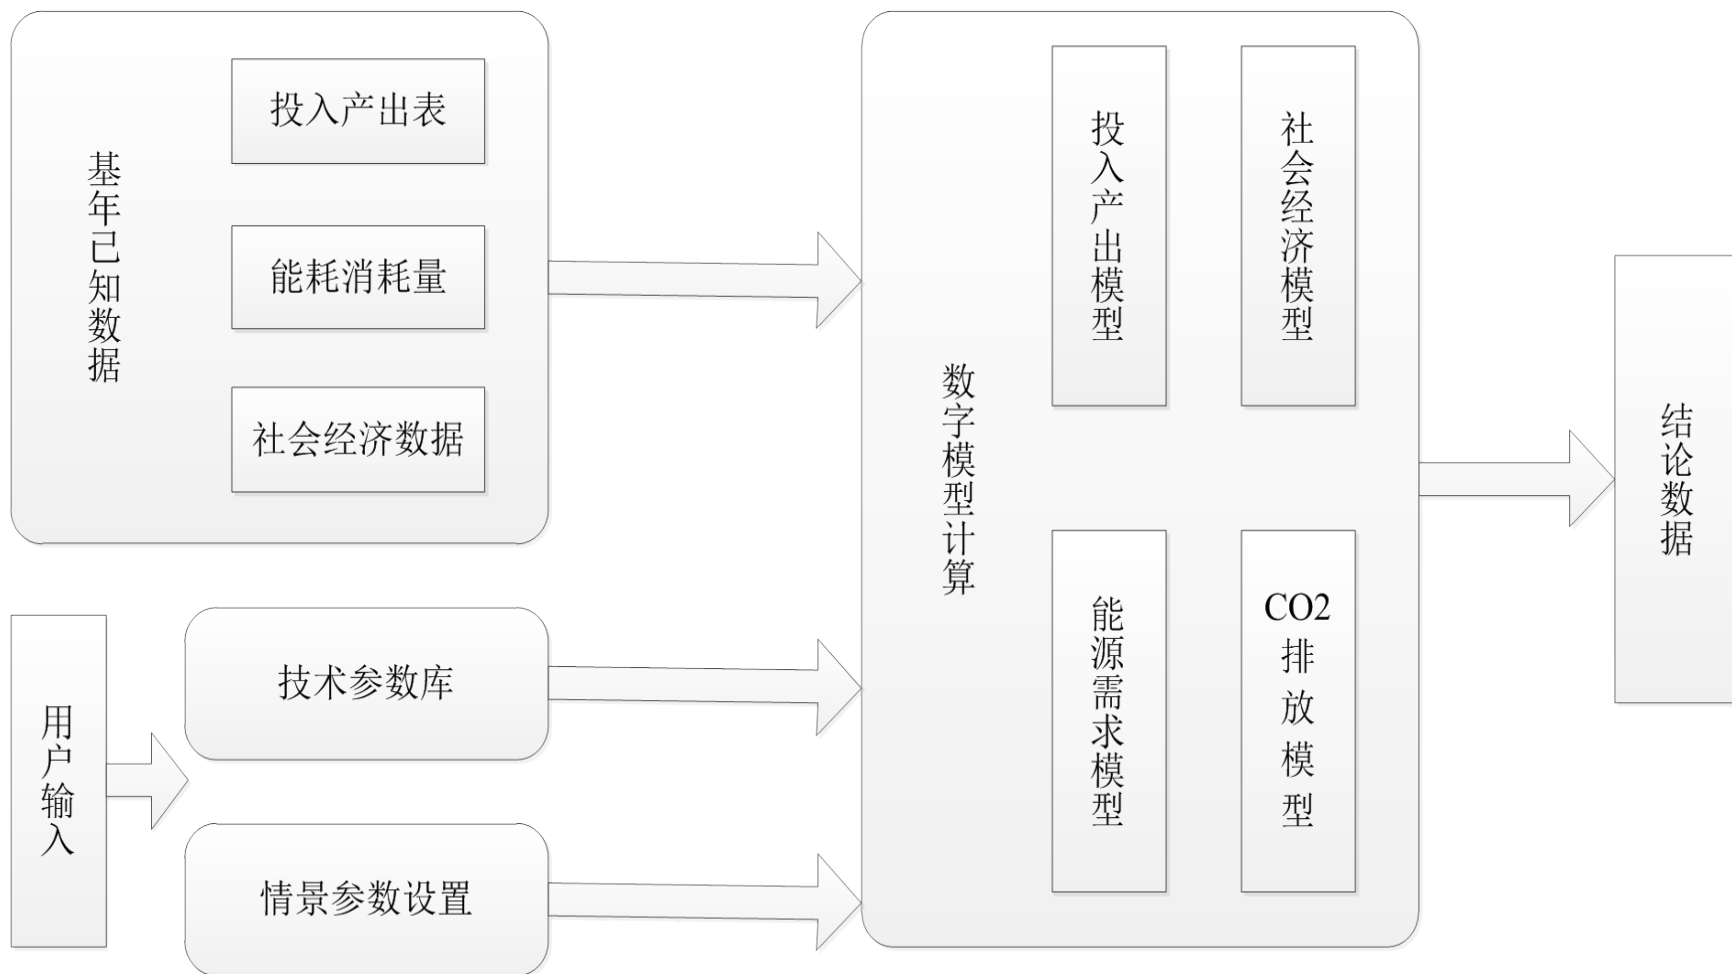 基年已知数据
投入产出表
能耗消耗量
社会经济数据
用户输入
技术参数库
情景参数设置
数字模型计算
投入产出模型
社会经济模型
能源需求模型
CO2排放模型
结论数据